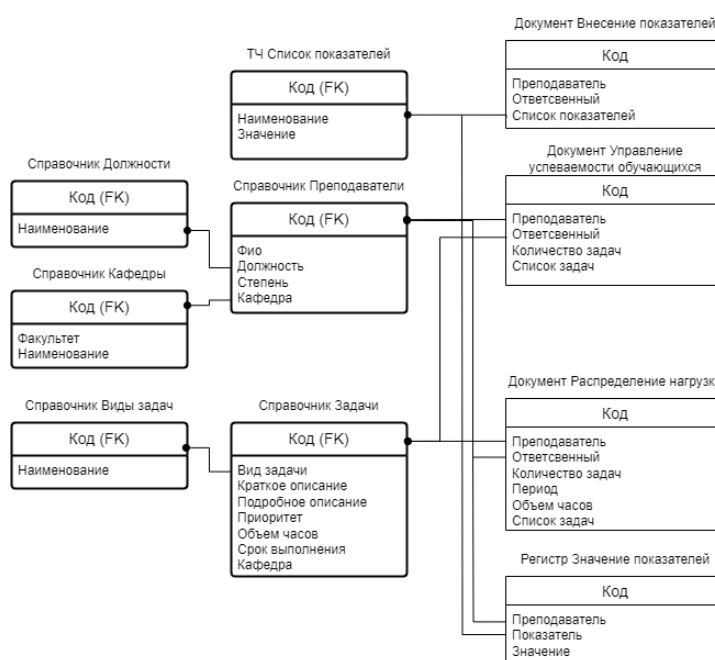 Документ Внесение показателей
Код
Преподаватель
Ответсвенный
Список показателей
ТЧ Список показателей
Код (FK)
Наименование
Значение
Документ Управление
успеваемости обучающихся
Код
Преподаватель
Ответсвенный
Количество задач
Список задач
Справочник Должности
Код (FK)
Наименование
Справочник Преподаватели
Код (FK)
Фио
Должность
Степень
Кафедра
Справочник Кафедры
Код (FK)
Факультет
Наименование
Документ Распределение нагрузк
Код
Преподаватель
Ответсвенный
Количество задач
Период
Объем часов
Список задач
Справочник Виды задач
Код (FK)
Наименование
Справочник Задачи
Код (FK)
Вид задачи
Краткое описание
Подробное описание
Приоритет
Объем часов
Срок выполнения
Кафедра
Регистр Значение показателей
Код
Преподаватель
Показатель
Значение